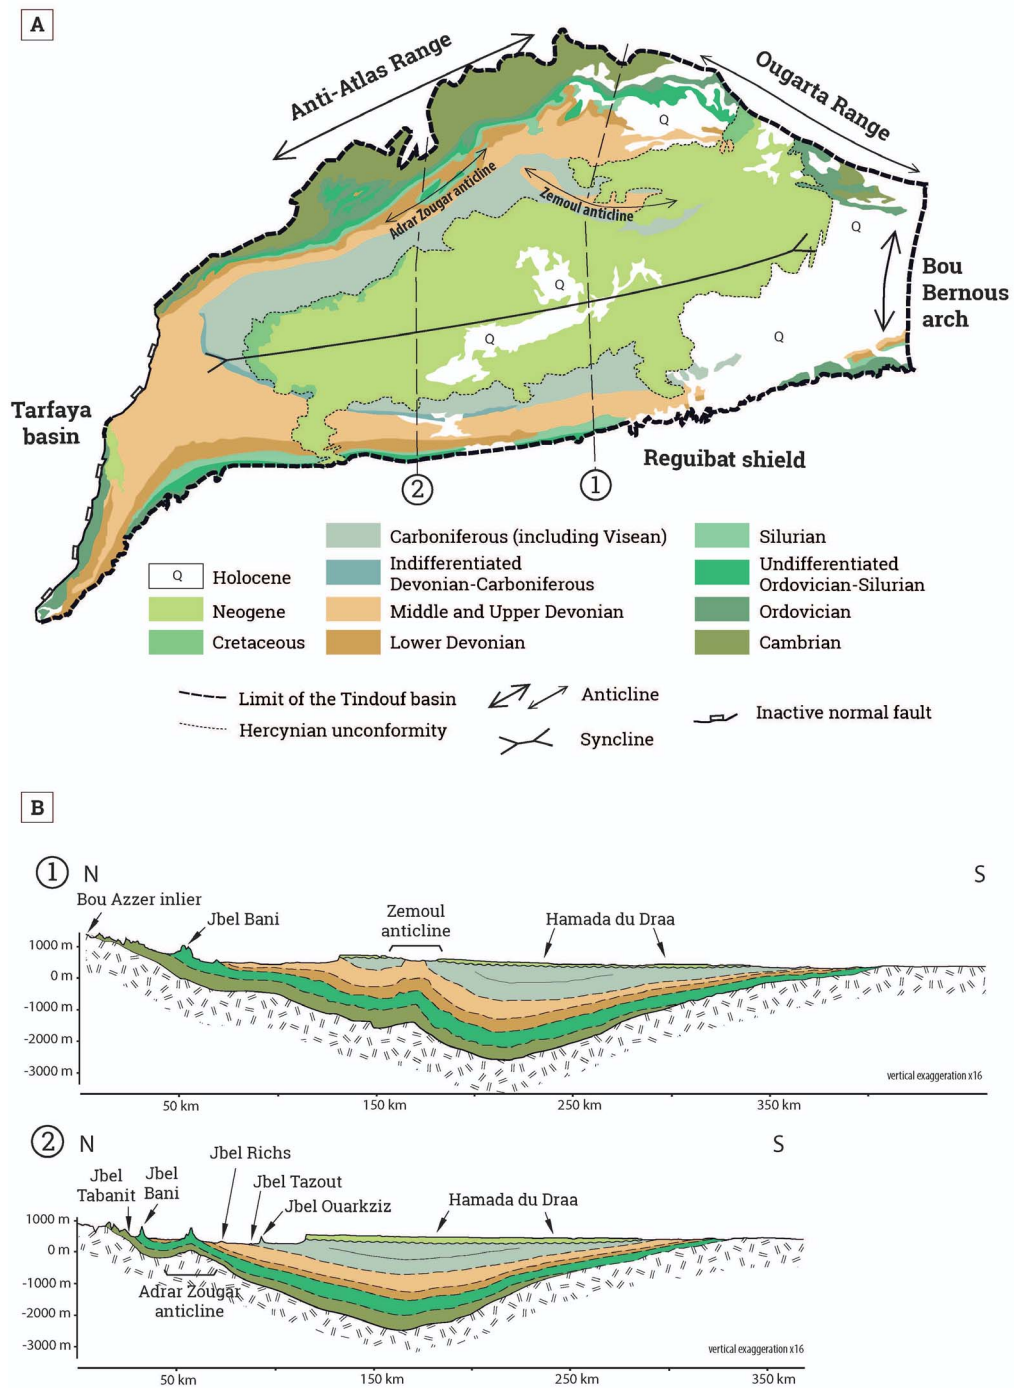 A
Anti-Atlas Range
Ougarta Range
Q
Adrar Zougar anticline
Zemoul anticline
Q
Q
Q
Q
Bou
Bernous
arch
Tarfaya
basin
Reguibat shield
2
1
Q
Holocene
Neogene
Cretaceous
Carboniferous (including Visean)
Indifferentiated
Devonian-Carboniferous
Middle and Upper Devonian
Lower Devonian
Silurian
Undifferentiated
Ordovician-Silurian
Ordovician
Cambrian
Limit of the Tindouf basin
Hercynian unconformity
Anticline
Syncline
Inactive normal fault
B
1 N S
Bou Azzer inlier
Jbel Bani
Zemoul
anticline
Hamada du Draa
1000 m
0 m
-1000 m
-2000 m
-3000 m
vertical exaggeration x16
50 km 150 km 250 km 350 km
2 N S
Jbel
Tabanit
Jbel
Bani
Jbel Richs
Jbel Tazout
Jbel Ouarkziz
Hamada du Draa
1000 m
0 m
-1000 m
-2000 m
-3000 m
Adrar Zougar
anticline
vertical exaggeration x16
50 km 150 km 250 km 350 km